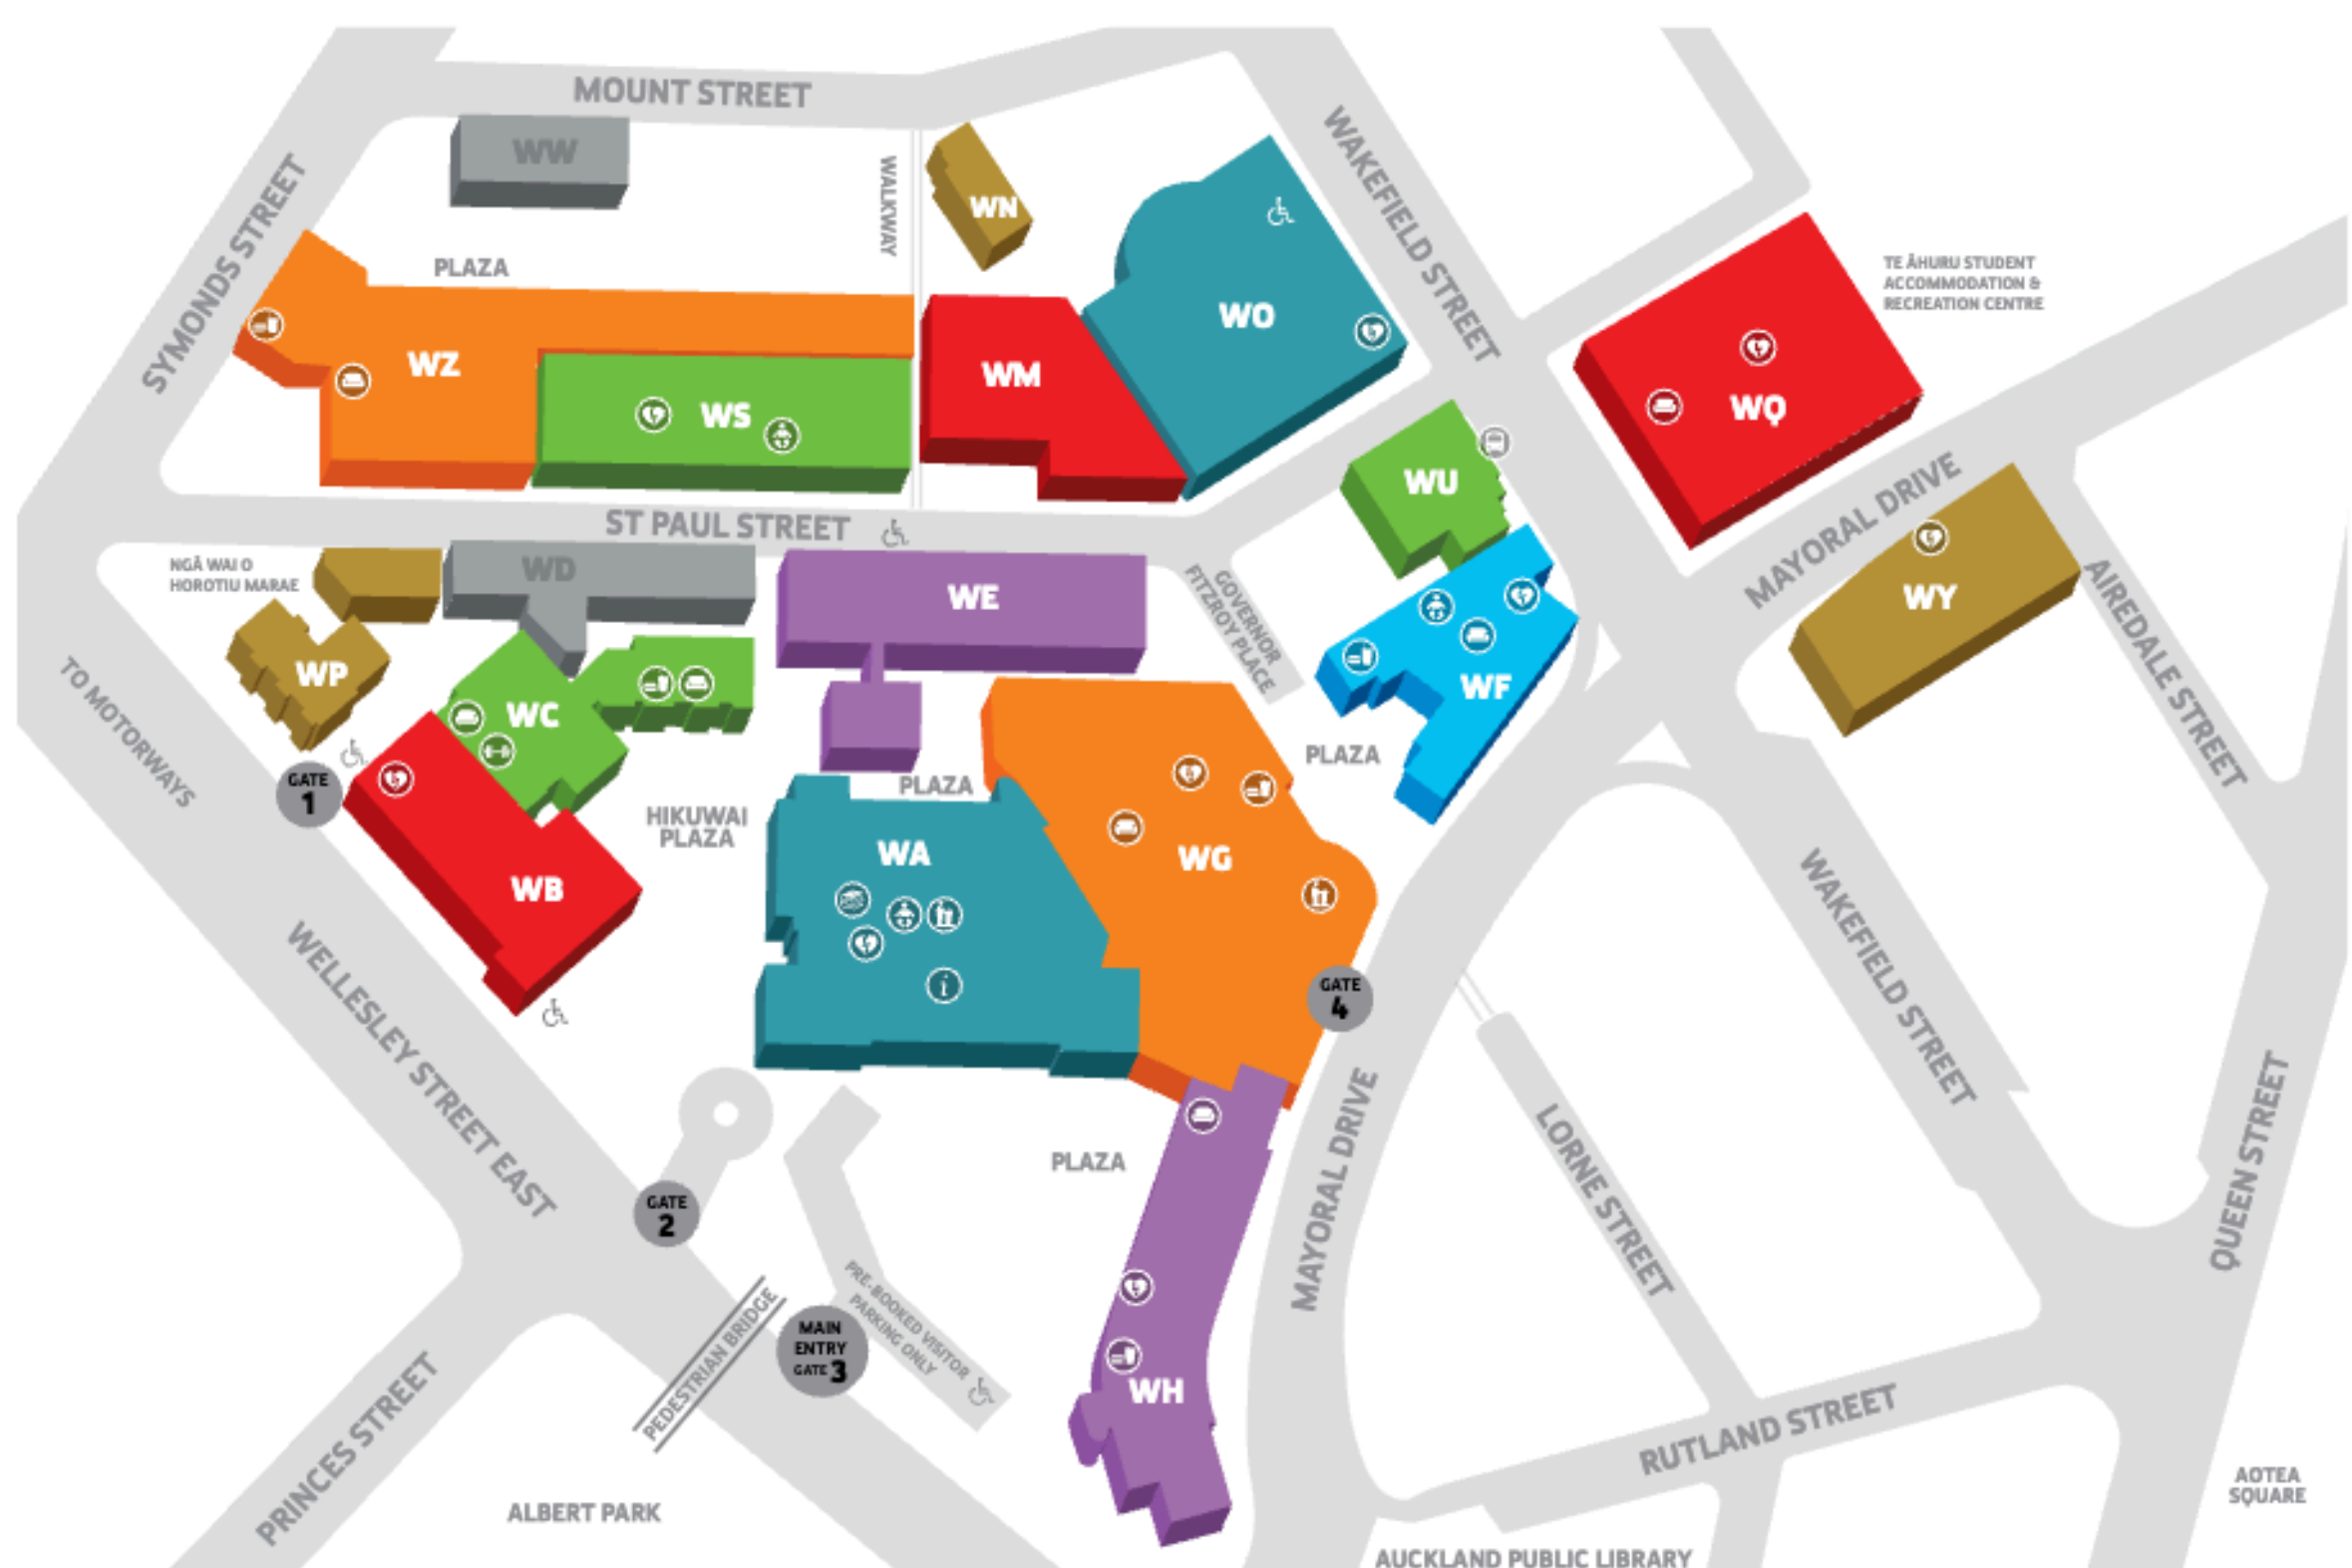 MOUNT STREET
WAKEFIELD STREET
WW
WALKWAY
WN
SYMONDS STREET
PLAZA
WO
TE ĀHURU STUDENT
ACCOMMODATION &
RECREATION CENTRE
WZ
WS
WM
WQ
WU
ST PAUL STREET
MAYORAL DRIVE
NGĀ WAI O
HOROTIU MARAE
WD
WE
GOVERNOR
FITZROY PLACE
WY
AIREDALE STREET
WP
WC
WF
TO MOTORWAYS
PLAZA
PLAZA
GATE
1
HIKUWAI
PLAZA
WA
WG
WB
WAKEFIELD STREET
GATE
4
i
WELLESLEY STREET EAST
MAYORAL DRIVE
LORNE STREET
QUEEN STREET
PLAZA
GATE
2
PRE-BOOKED VISITOR
PARKING ONLY
PEDESTRIAN BRIDGE
MAIN
ENTRY
GATE 3
WH
PRINCES STREET
RUTLAND STREET
AOTEA
SQUARE
ALBERT PARK
AUCKLAND PUBLIC LIBRARY